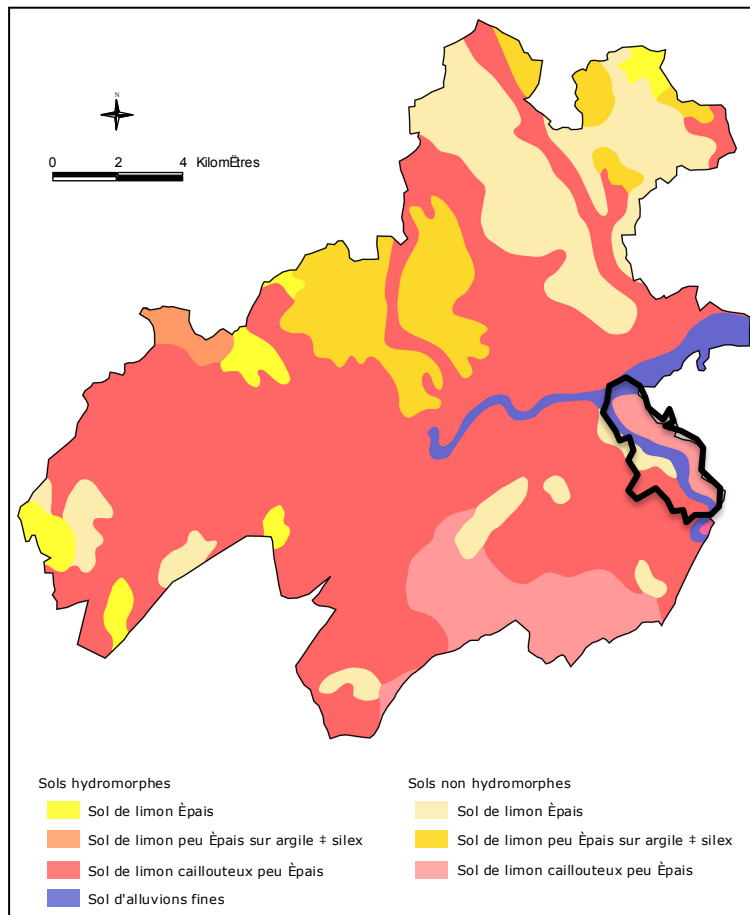 N
0 2 4 KilomËtres
Sols hydromorphes
Sol de limon Èpais
Sol de limon peu Èpais sur argile ‡ silex
Sol de limon caillouteux peu Èpais
Sol d'alluvions fines
Sols non hydromorphes
Sol de limon Èpais
Sol de limon peu Èpais sur argile ‡ silex
Sol de limon caillouteux peu Èpais